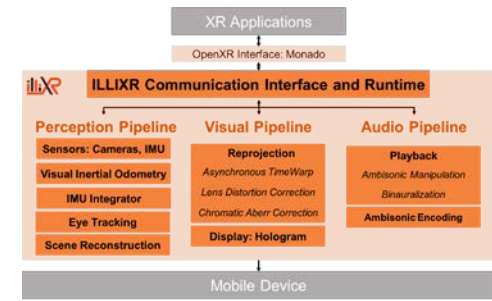 XR Applications
OpenXR Interface: Monado
illiXR
ILLIXR Communication Interface and Runtime
Perception Pipeline
Sensors: Cameras, IMU
Visual Inertial Odometry
IMU Integrator
Eye Tracking
Scene Reconstruction
Visual Pipeline
Reprojection
Asynchronous TimeWarp
Lens Distortion Correction
Chromatic Aberr Correction
Display: Hologram
Audio Pipeline
Playback
Ambisonic Manipulation
Binauralization
Ambisonic Encoding
Mobile Device